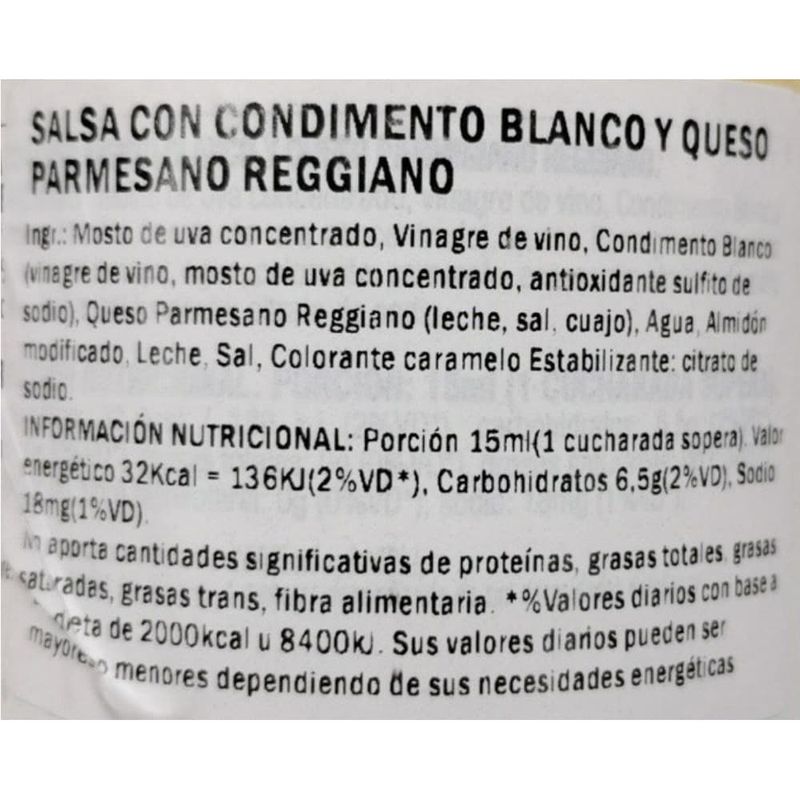 SALSA CON CONDIMENTO BLANCO Y QUESO
PARMESANO REGGIANO
Ingr.: Mosto de uva concentrado, Vinagre de vino, Condimento Blanco
(vinagre de vino, mosto de uva concentrado, antioxidante sulfito de
sodio), Queso Parmesano Reggiano (leche, sal, cuajo), Agua, Almidón
modificado, Leche, Sal, Colorante caramelo Estabilizante: citrato de
sodio.
INFORMACIÓN NUTRICIONAL: Porción 15ml(1 cucharada sopera). Valor
energético 32Kcal = 136KJ(2%VD*), Carbohidratos 6,5g(2%VD), Sodio
18mg(1%VD).
No aporta cantidades significativas de proteínas, grasas totales, grasas
saturadas, grasas trans, fibra alimentaria. *%Valores diarios con base a
dieta de 2000kcal u 8400kJ. Sus valores diarios pueden ser
mayores o menores dependiendo de sus necesidades energéticas